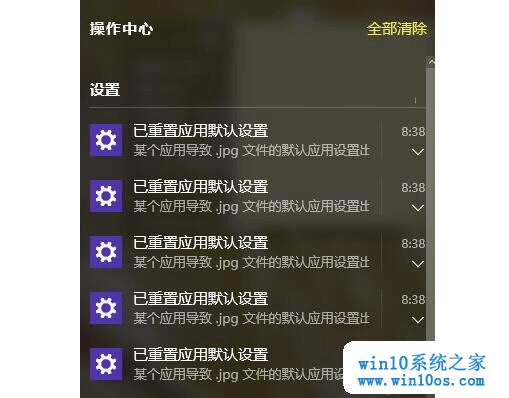 操作中心
全部清除
设置
已重置应用默认设置
8:38
某个应用导致 .jpg 文件的默认应用设置出
已重置应用默认设置
8:38
某个应用导致 .jpg 文件的默认应用设置出
已重置应用默认设置
8:38
某个应用导致 .jpg 文件的默认应用设置出
已重置应用默认设置
8:38
某个应用导致 .jpg 文件的默认应用设置出
已重置应用默认设置
某个应用导致 .jpg 文件的默认应用设置
win10系统之家
www.win10os.com